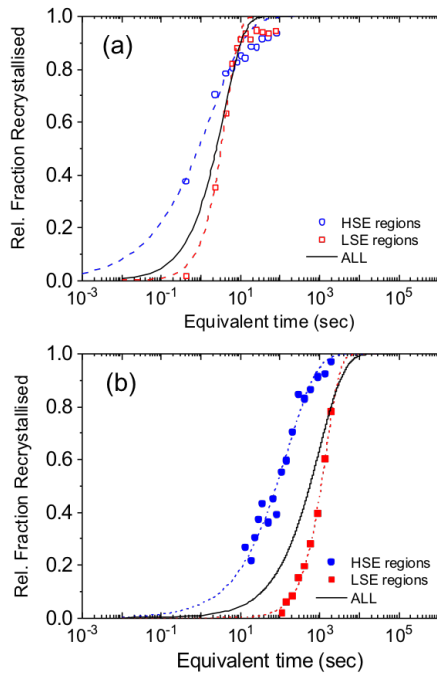 (a)
Rel. Fraction Recrystallised
1.0
0.8
0.6
0.4
0.2
0.0
HSE regions
LSE regions
ALL
10⁻³ 10⁻¹ 10¹ 10³ 10⁵
Equivalent time (sec)
(b)
Rel. Fraction Recrystallised
1.0
0.8
0.6
0.4
0.2
0.0
HSE regions
LSE regions
ALL
10⁻³ 10⁻¹ 10¹ 10³ 10⁵
Equivalent time (sec)